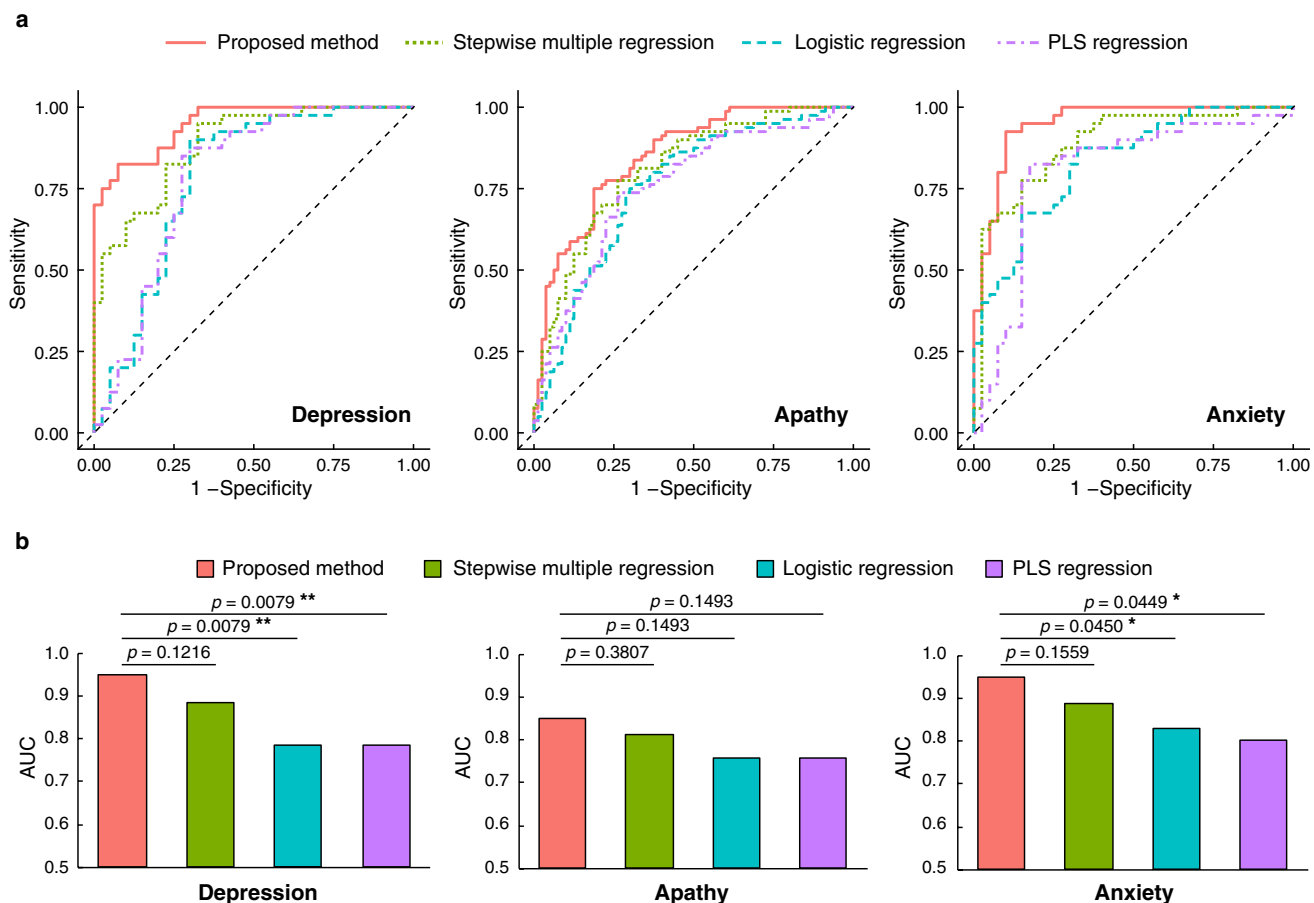 a
Proposed method Stepwise multiple regression Logistic regression PLS regression
1.00 1.00 1.00
0.75 0.75 0.75
Sensitivity Sensitivity Sensitivity
0.50 0.50 0.50
0.25 0.25 0.25
Depression Apathy Anxiety
0.00 0.00 0.00
0.00 0.25 0.50 0.75 1.00 0.00 0.25 0.50 0.75 1.00 0.00 0.25 0.50 0.75 1.00
1 −Specificity 1 −Specificity 1 −Specificity
b
Proposed method Stepwise multiple regression Logistic regression PLS regression
p = 0.0079 ** p = 0.1493 p = 0.0449 *
p = 0.0079 ** p = 0.1493 p = 0.0450 *
p = 0.1216 p = 0.3807 p = 0.1559
1.0 1.0 1.0
0.9 0.9 0.9
0.8 0.8 0.8
AUC AUC AUC
0.7 0.7 0.7
0.6 0.6 0.6
0.5 0.5 0.5
Depression Apathy Anxiety